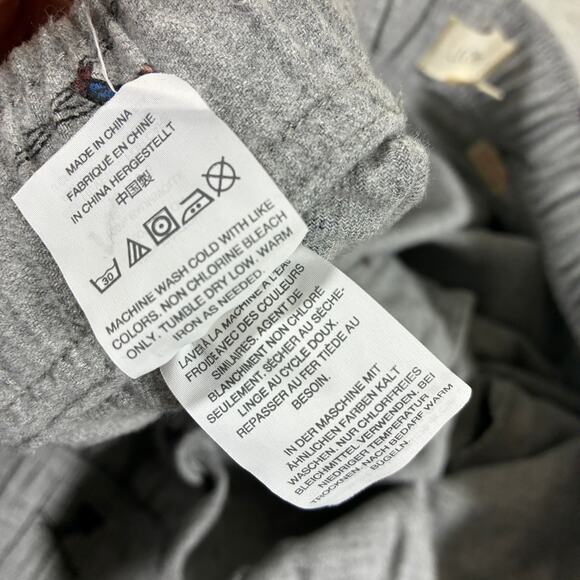 MADE IN CHINA
FABRIQUÉ EN CHINE
IN CHINA HERGESTELLT
中国製
30
MACHINE WASH COLD WITH LIKE
COLORS. NON CHLORINE BLEACH
ONLY. TUMBLE DRY LOW. WARM
IRON AS NEEDED.
LAVER À LA MACHINE À L'EAU
FROIDE AVEC DES COULEURS
SIMILAIRES, AGENT DE
BLANCHIMENT NON CHLORÉ
SEULEMENT, SÉCHER AU SÈCHE-
LINGE AU CYCLE DOUX.
REPASSER AU FER TIÈDE AU
BESOIN.
IN DER MASCHINE MIT
ÄHNLICHEN FARBEN KALT
WASCHEN, NUR CHLORFREIES
BLEICHMITTEL VERWENDEN, BEI
NIEDRIGER TEMPERATUR
TROCKNEN. NACH BEDARF WARM
BÜGELN.